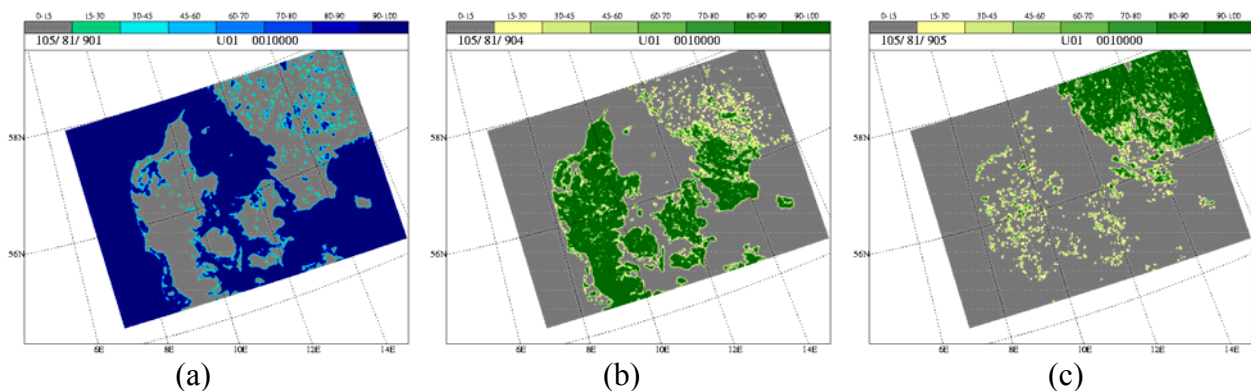 0-15 15-30 30-45 45-60 60-70 70-80 80-90 90-100
105/ 81/ 901 U01 0010000
58N
56N
6E 8E 10E 12E 14E
(a)
0-15 15-30 30-45 45-60 60-70 70-80 80-90 90-100
105/ 81/ 904 U01 0010000
58N
56N
6E 8E 10E 12E 14E
(b)
0-15 15-30 30-45 45-60 60-70 70-80 80-90 90-100
105/ 81/ 905 U01 0010000
58N
56N
6E 8E 10E 12E 14E
(c)